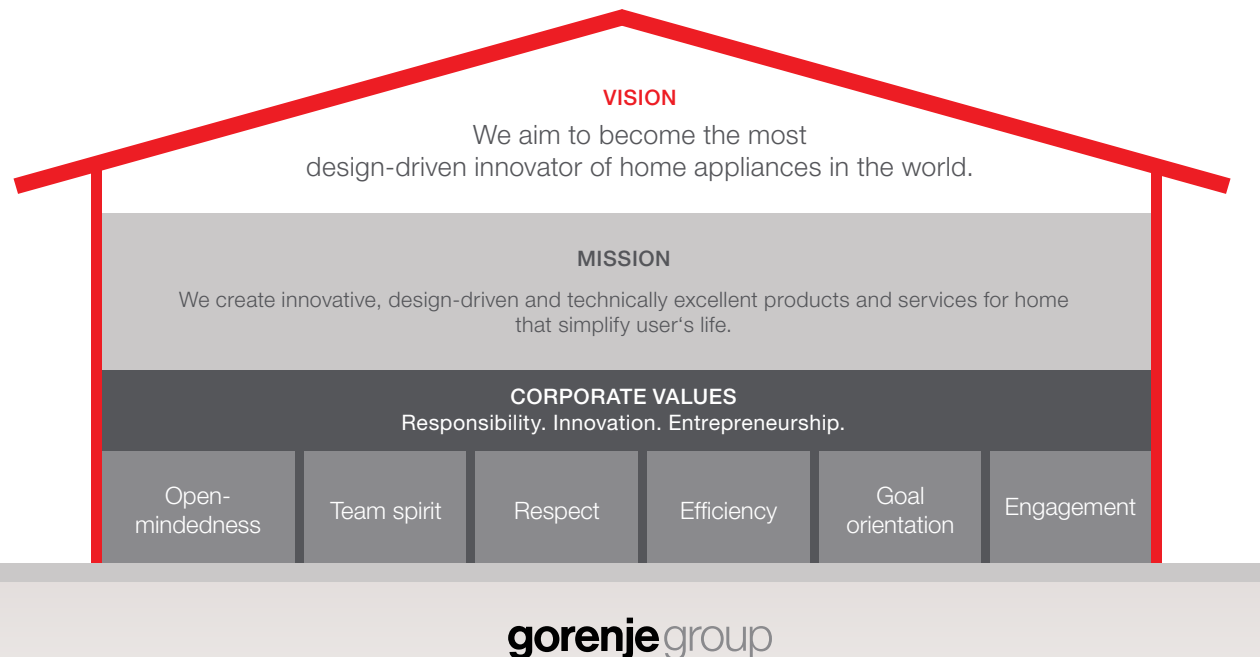 VISION
We aim to become the most
design-driven innovator of home appliances in the world.
MISSION
We create innovative, design-driven and technically excellent products and services for home
that simplify user‘s life.
CORPORATE VALUES
Responsibility. Innovation. Entrepreneurship.
Open-
mindedness
Team spirit
Respect
Efficiency
Goal
orientation
Engagement
gorenje group